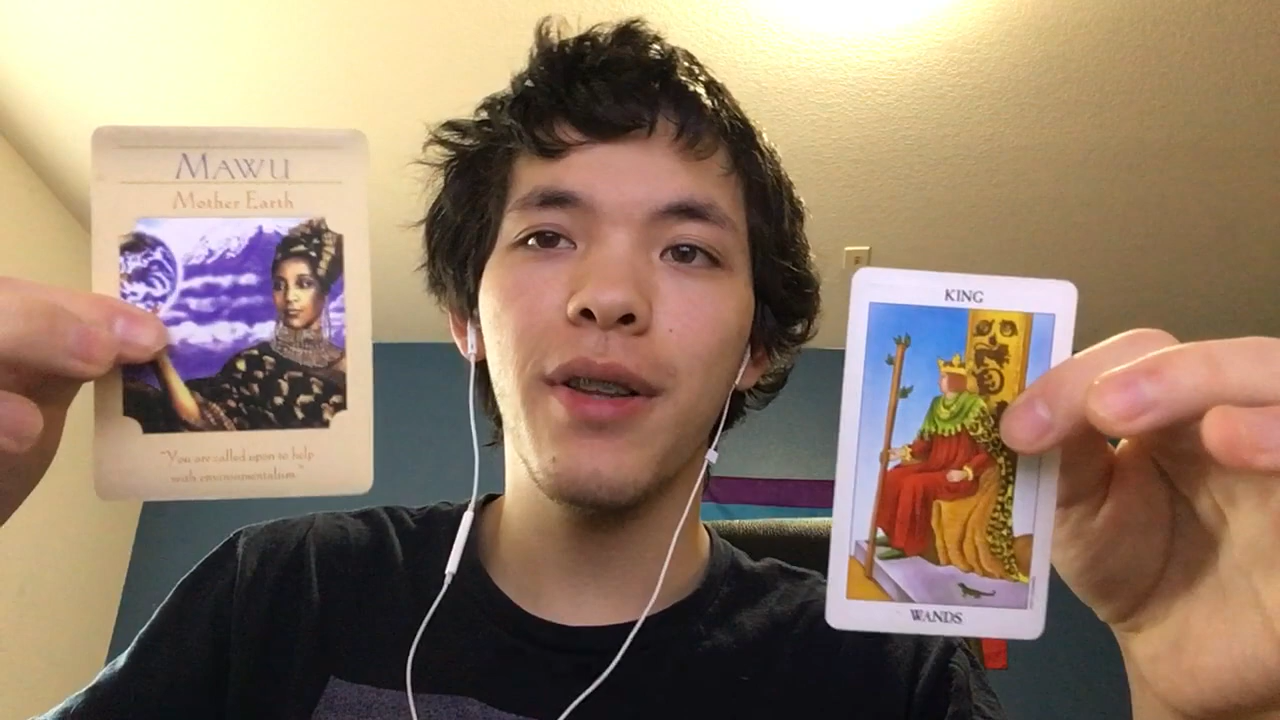 MAWU
Mother Earth
"You are called upon to help
with environmentalism."
KING
WANDS